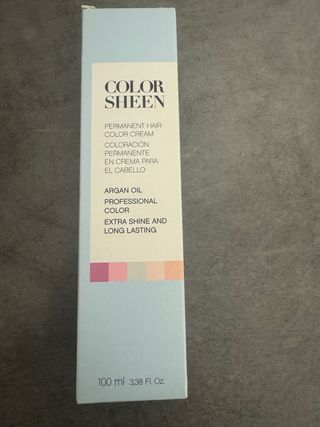 COLOR
SHEEN
PERMANENT HAIR
COLOR CREAM
COLORACIÓN
PERMANENTE
EN CREMA PARA
EL CABELLO
ARGAN OIL
PROFESSIONAL
COLOR
EXTRA SHINE AND
LONG LASTING
100 ml 3,38 Fl. Oz.